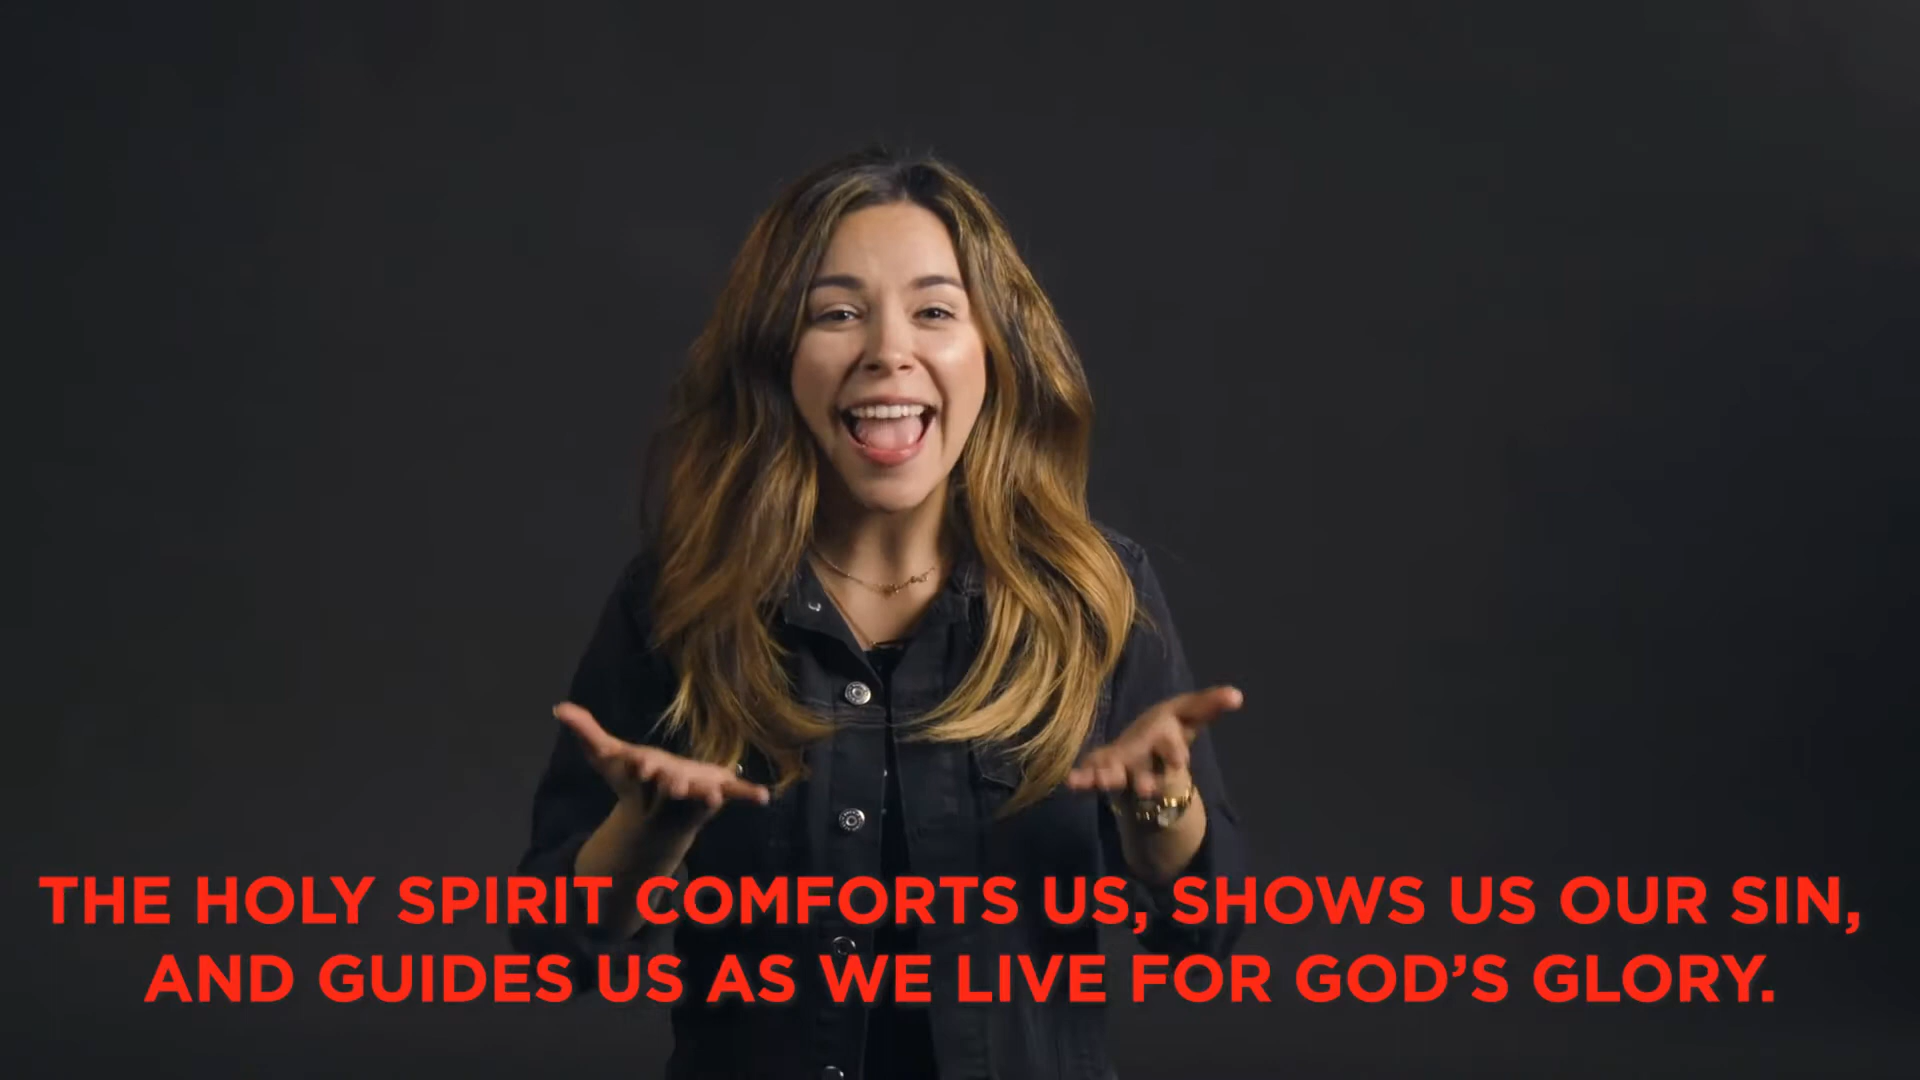 THE HOLY SPIRIT COMFORTS US, SHOWS US OUR SIN,
AND GUIDES US AS WE LIVE FOR GOD’S GLORY.